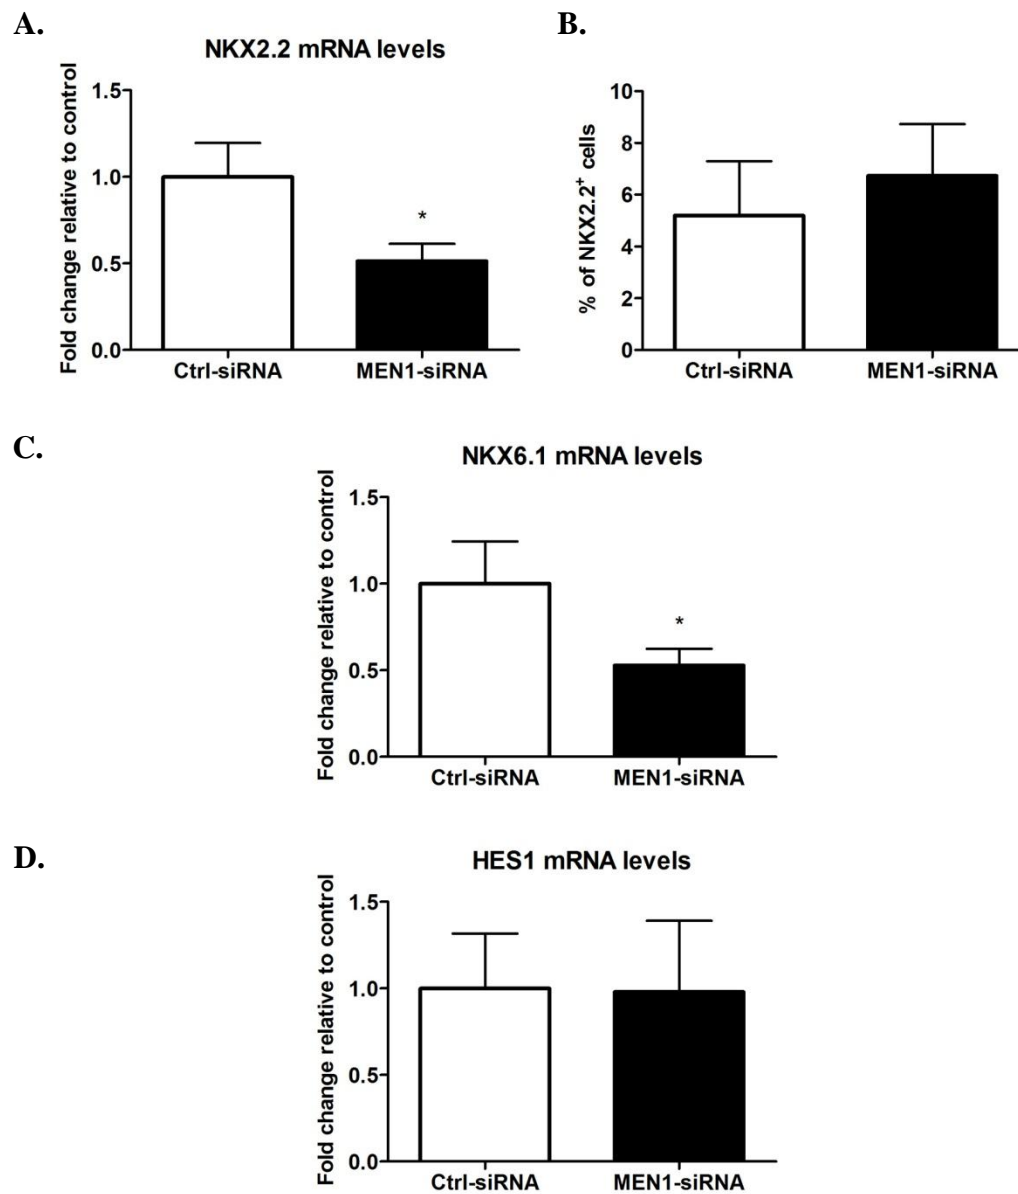 A.
NKX2.2 mRNA levels
Fold change relative to control
1.5
1.0
0.5
0.0
*
Ctrl-siRNA MEN1-siRNA
B.
% of NKX2.2⁺ cells
10
8
6
4
2
0
Ctrl-siRNA MEN1-siRNA
C.
NKX6.1 mRNA levels
Fold change relative to control
1.5
1.0
0.5
0.0
*
Ctrl-siRNA MEN1-siRNA
D.
HES1 mRNA levels
Fold change relative to control
1.5
1.0
0.5
0.0
Ctrl-siRNA MEN1-siRNA